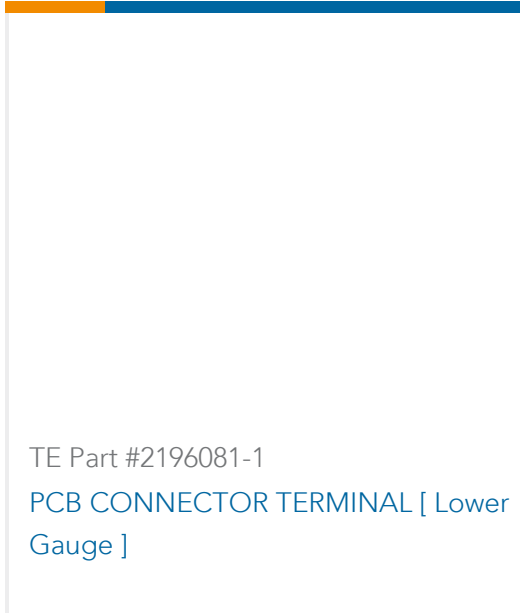 TE Part #2196081-1
PCB CONNECTOR TERMINAL [ Lower
Gauge ]